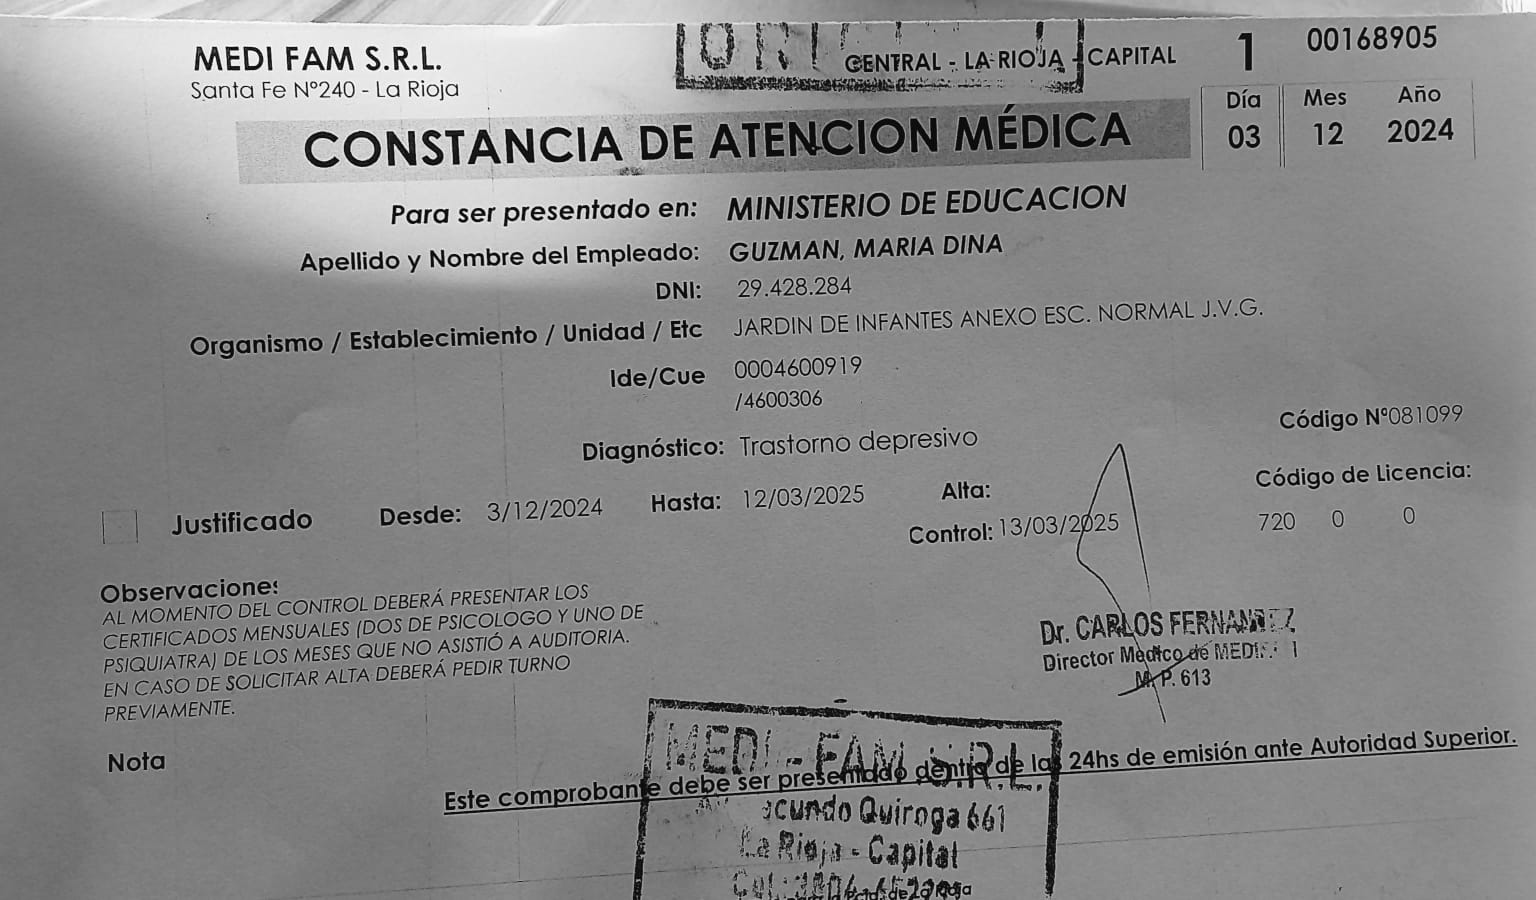 MEDI FAM S.R.L.
Santa Fe N°240 - La Rioja
CENTRAL - LA RIOJA - CAPITAL
1
00168905
Día Mes Año
03 12 2024
CONSTANCIA DE ATENCION MÉDICA
Para ser presentado en: MINISTERIO DE EDUCACION
Apellido y Nombre del Empleado: GUZMAN, MARIA DINA
DNI: 29.428.284
Organismo / Establecimiento / Unidad / Etc JARDIN DE INFANTES ANEXO ESC. NORMAL J.V.G.
Ide/Cue 0004600919
/4600306
Código N°081099
Diagnóstico: Trastorno depresivo
Código de Licencia:
720 0 0
Justificado Desde: 3/12/2024 Hasta: 12/03/2025 Alta:
Control: 13/03/2025
Observaciones
AL MOMENTO DEL CONTROL DEBERÁ PRESENTAR LOS
CERTIFICADOS MENSUALES (DOS DE PSICOLOGO Y UNO DE
PSIQUIATRA) DE LOS MESES QUE NO ASISTIÓ A AUDITORIA.
EN CASO DE SOLICITAR ALTA DEBERÁ PEDIR TURNO
PREVIAMENTE.
Dr. CARLOS FERNANDEZ
Director Medico de
M.P. 613
Nota
Este comprobante debe ser presentado dentro de las 24hs de emisión ante Autoridad Superior.
MEDI - FAM S.R.L.
Quiroga 661
La Rioja - Capital